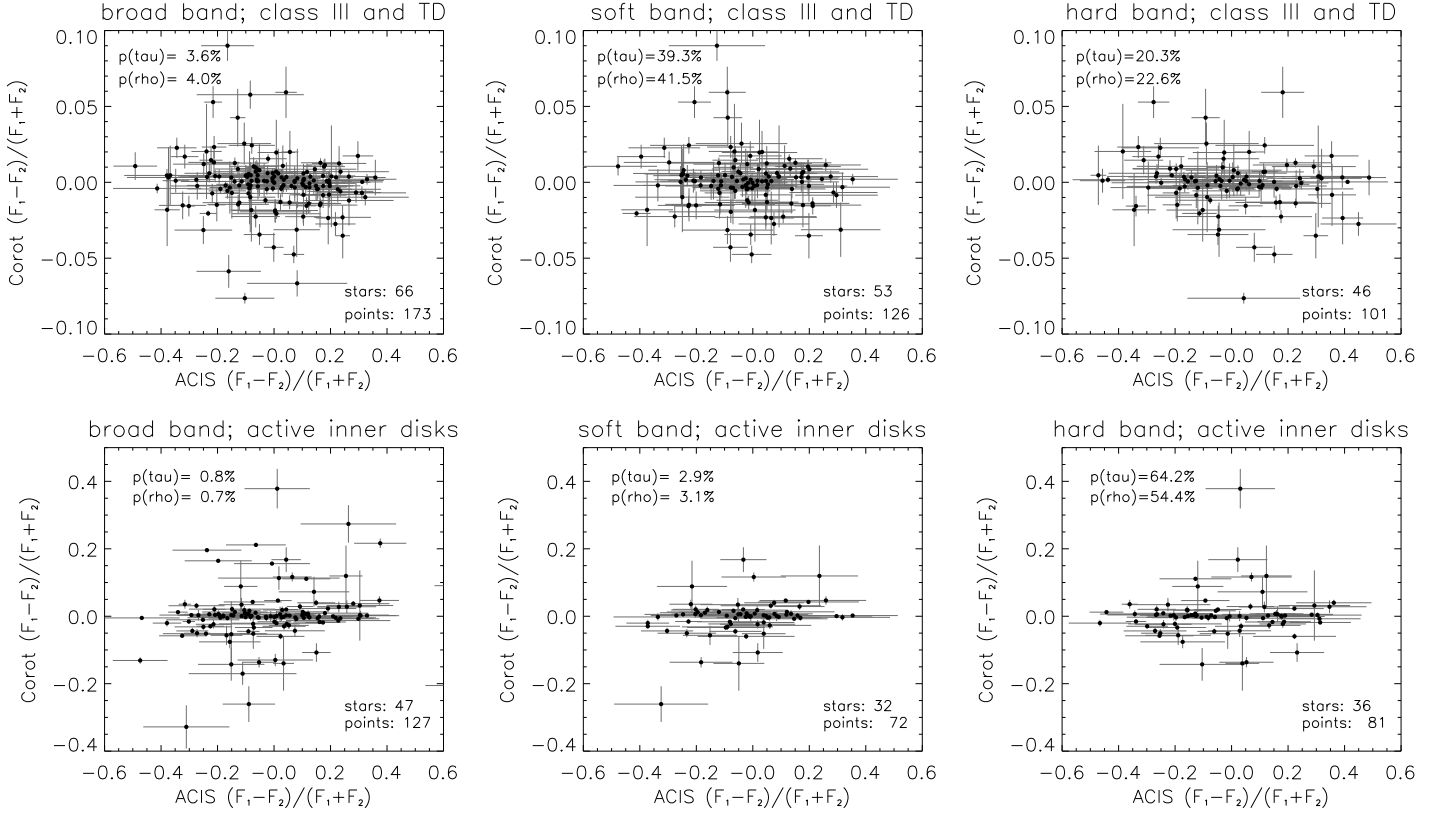 broad band; class III and TD
p(tau)= 3.6%
p(rho)= 4.0%
stars: 66
points: 173
0.10
0.05
0.00
−0.05
−0.10
Corot (F₁−F₂)/(F₁+F₂)
−0.6 −0.4 −0.2 −0.0 0.2 0.4 0.6
ACIS (F₁−F₂)/(F₁+F₂)
soft band; class III and TD
p(tau)=39.3%
p(rho)=41.5%
stars: 53
points: 126
0.10
0.05
0.00
−0.05
−0.10
Corot (F₁−F₂)/(F₁+F₂)
−0.6 −0.4 −0.2 −0.0 0.2 0.4 0.6
ACIS (F₁−F₂)/(F₁+F₂)
hard band; class III and TD
p(tau)=20.3%
p(rho)=22.6%
stars: 46
points: 101
0.10
0.05
0.00
−0.05
−0.10
Corot (F₁−F₂)/(F₁+F₂)
−0.6 −0.4 −0.2 −0.0 0.2 0.4 0.6
ACIS (F₁−F₂)/(F₁+F₂)
broad band; active inner disks
p(tau)= 0.8%
p(rho)= 0.7%
stars: 47
points: 127
0.4
0.2
0.0
−0.2
−0.4
Corot (F₁−F₂)/(F₁+F₂)
−0.6 −0.4 −0.2 −0.0 0.2 0.4 0.6
ACIS (F₁−F₂)/(F₁+F₂)
soft band; active inner disks
p(tau)= 2.9%
p(rho)= 3.1%
stars: 32
points: 72
0.4
0.2
0.0
−0.2
−0.4
Corot (F₁−F₂)/(F₁+F₂)
−0.6 −0.4 −0.2 −0.0 0.2 0.4 0.6
ACIS (F₁−F₂)/(F₁+F₂)
hard band; active inner disks
p(tau)=64.2%
p(rho)=54.4%
stars: 36
points: 81
0.4
0.2
0.0
−0.2
−0.4
Corot (F₁−F₂)/(F₁+F₂)
−0.6 −0.4 −0.2 −0.0 0.2 0.4 0.6
ACIS (F₁−F₂)/(F₁+F₂)